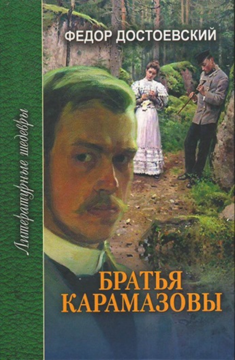 ФЕДОР ДОСТОЕВСКИЙ
Литературные шедевры
БРАТЬЯ
КАРАМАЗОВЫ